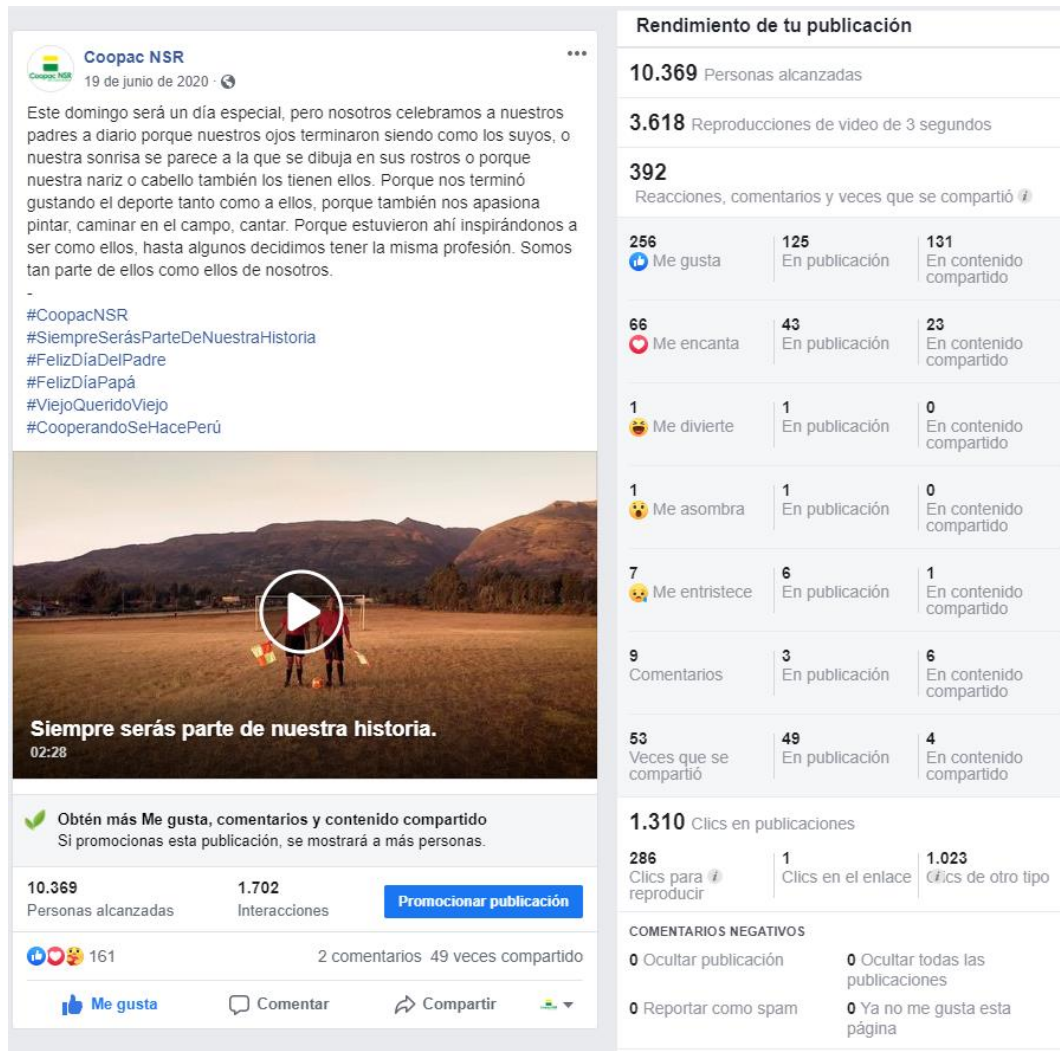 Coopac NSR
Coopac NSR
19 de junio de 2020 ·
Este domingo será un día especial, pero nosotros celebramos a nuestros
padres a diario porque nuestros ojos terminaron siendo como los suyos, o
nuestra sonrisa se parece a la que se dibuja en sus rostros o porque
nuestra nariz o cabello también los tienen ellos. Porque nos terminó
gustando el deporte tanto como a ellos, porque también nos apasiona
pintar, caminar en el campo, cantar. Porque estuvieron ahí inspirándonos a
ser como ellos, hasta algunos decidimos tener la misma profesión. Somos
tan parte de ellos como ellos de nosotros.
-
#CoopacNSR
#SiempreSerásParteDeNuestraHistoria
#FelizDíaDelPadre
#FelizDíaPapá
#ViejoQueridoViejo
#CooperandoSeHacePerú
Siempre serás parte de nuestra historia.
02:28
Obtén más Me gusta, comentarios y contenido compartido
Si promocionas esta publicación, se mostrará a más personas.
10.369 1.702
Personas alcanzadas Interacciones Promocionar publicación
161 2 comentarios 49 veces compartido
Me gusta Comentar Compartir
Rendimiento de tu publicación
10.369 Personas alcanzadas
3.618 Reproducciones de video de 3 segundos
392
Reacciones, comentarios y veces que se compartió
256 125 131
Me gusta En publicación En contenido
compartido
66 43 23
Me encanta En publicación En contenido
compartido
1 1 0
Me divierte En publicación En contenido
compartido
1 1 0
Me asombra En publicación En contenido
compartido
7 6 1
Me entristece En publicación En contenido
compartido
9 3 6
Comentarios En publicación En contenido
compartido
53 49 4
Veces que se En publicación En contenido
compartió compartido
1.310 Clics en publicaciones
286 1 1.023
Clics para Clics en el enlace Clics de otro tipo
reproducir
COMENTARIOS NEGATIVOS
0 Ocultar publicación 0 Ocultar todas las
publicaciones
0 Reportar como spam 0 Ya no me gusta esta
página